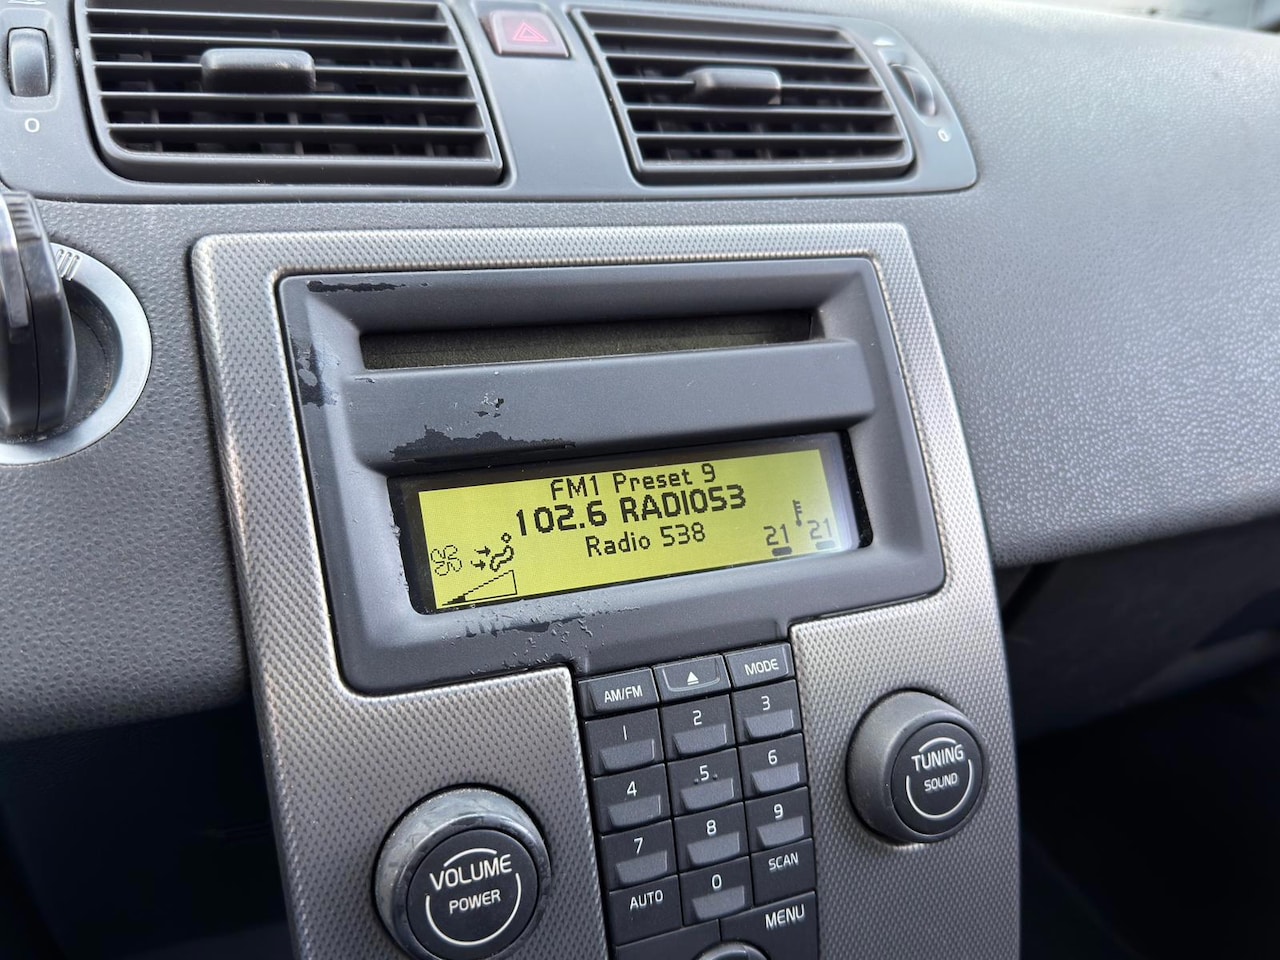 O
O
FM1 Preset 9
102.6 RADIO53
Radio 538
21 21
AM/FM
MODE
1
2
3
4
5
6
7
8
9
AUTO
0
SCAN
MENU
VOLUME
POWER
TUNING
SOUND